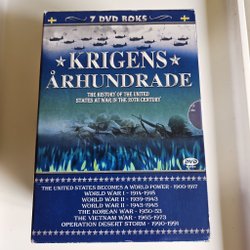 7 DVD BOKS
KRIGENS
ÅRHUNDRADE
THE HISTORY OF THE UNITED
STATES AT WAR IN THE 20TH CENTURY
DVD
THE UNITED STATES BECOMES A WORLD POWER - 1900-1917
WORLD WAR I - 1914-1918
WORLD WAR II - 1939-1943
WORLD WAR II - 1943-1945
THE KOREAN WAR - 1950-53
THE VIETNAM WAR - 1965-1973
OPERATION DESERT STORM - 1990-1991